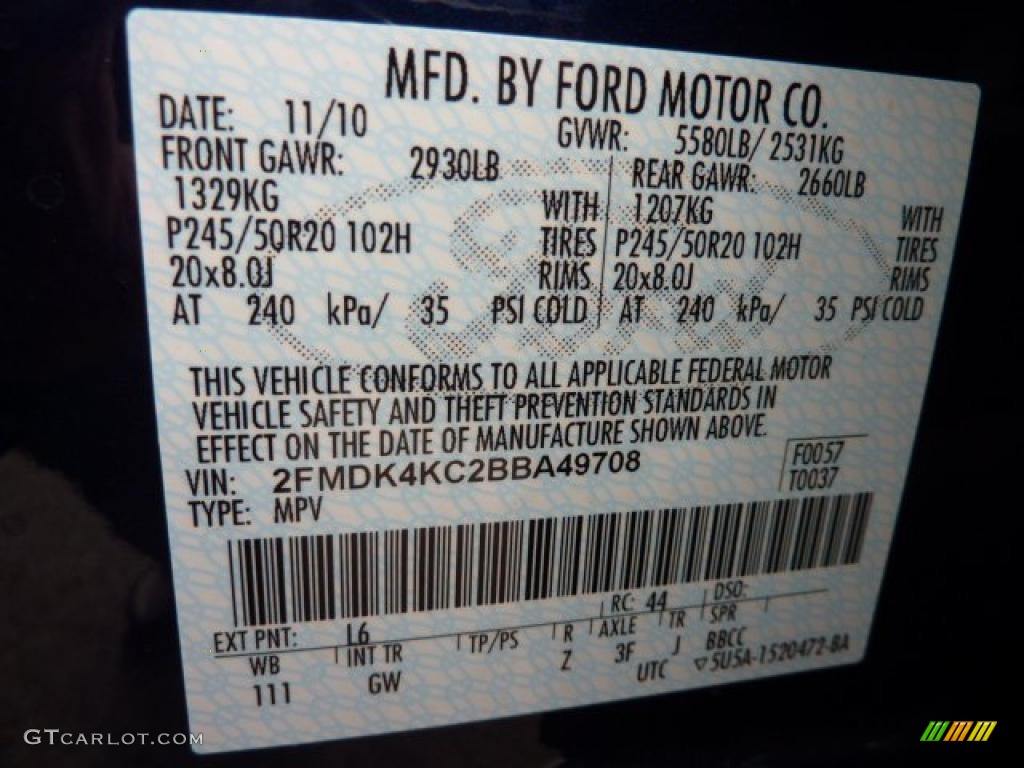 MFD. BY FORD MOTOR CO.
DATE: 11/10 GVWR: 5580LB/ 2531KG
FRONT GAWR: 2930LB REAR GAWR: 2660LB
1329KG WITH 1207KG WITH
P245/50R20 102H TIRES P245/50R20 102H TIRES
20x8.0J RIMS 20x8.0J RIMS
AT 240 kPa/ 35 PSI COLD AT 240 kPa/ 35 PSI COLD
THIS VEHICLE CONFORMS TO ALL APPLICABLE FEDERAL MOTOR
VEHICLE SAFETY AND THEFT PREVENTION STANDARDS IN
EFFECT ON THE DATE OF MANUFACTURE SHOWN ABOVE.
VIN: 2FMDK4KC2BBA49708 F0057
TYPE: MPV T0037
EXT PNT: L6 RC: 44 DSO:
WB INT TR TP/PS R AXLE TR SPR
111 GW Z 3F J BBCC
UTC ▽5U5A-1520472-BA
GTCARLOT.COM